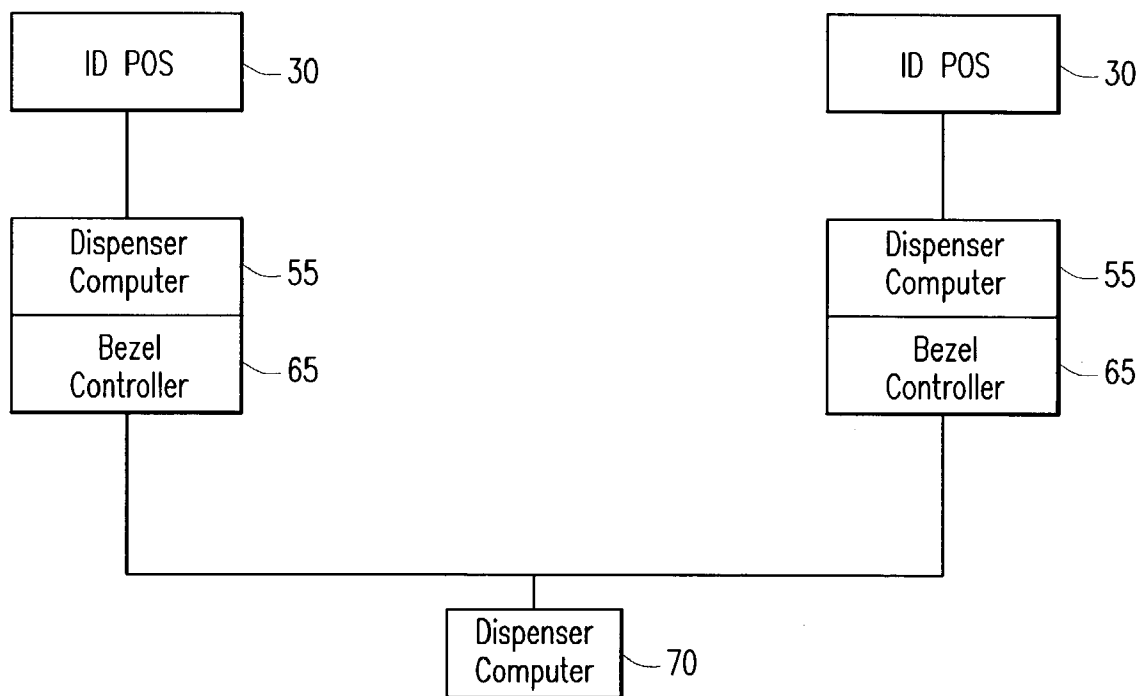 ID POS
30
ID POS
30
Dispenser
Computer
55
Bezel
Controller
65
Dispenser
Computer
55
Bezel
Controller
65
Dispenser
Computer
70